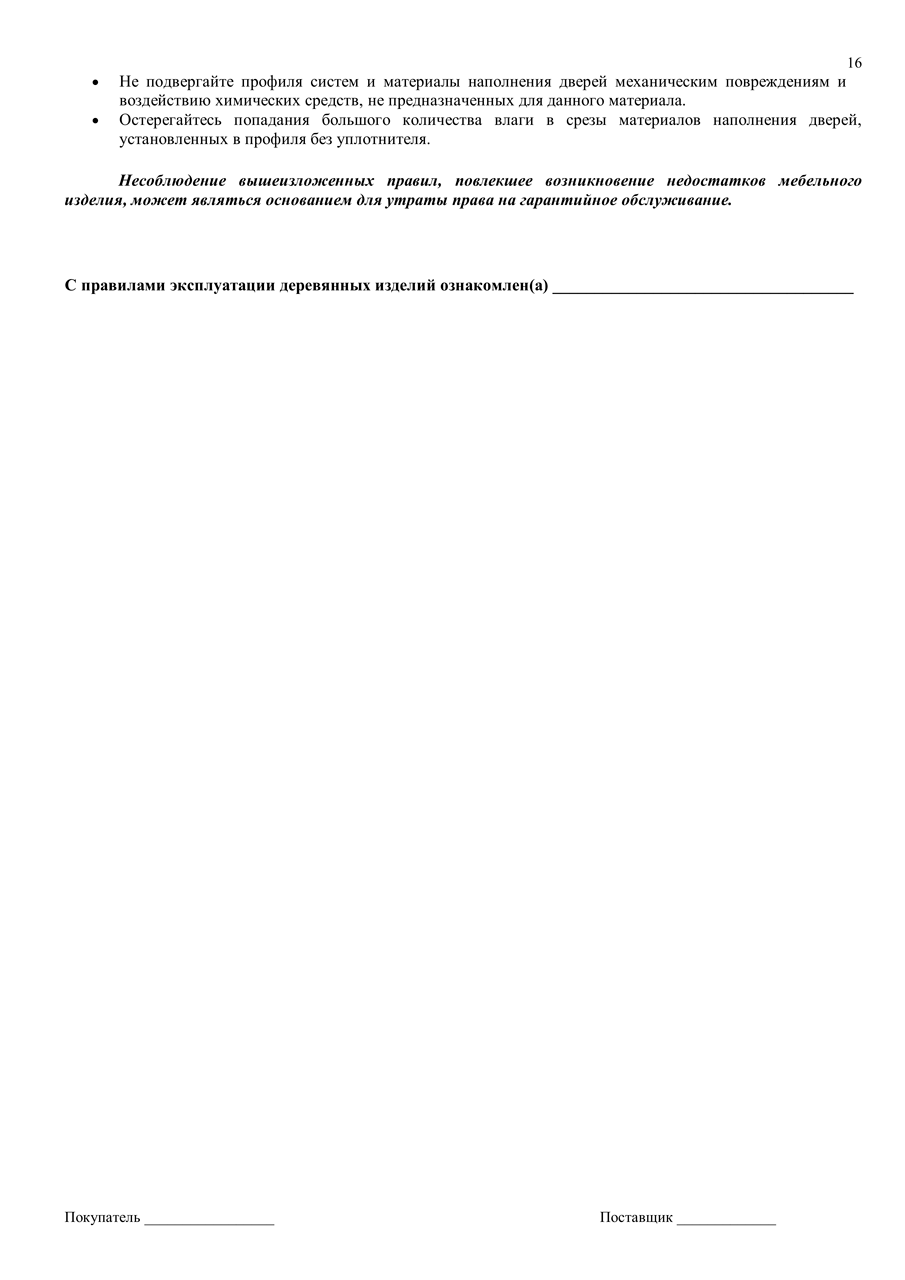 16
• Не подвергайте профиля систем и материалы наполнения дверей механическим повреждениям и
воздействию химических средств, не предназначенных для данного материала.
• Остерегайтесь попадания большого количества влаги в срезы материалов наполнения дверей,
установленных в профиля без уплотнителя.
Несоблюдение вышеизложенных правил, повлекшее возникновение недостатков мебельного
изделия, может являться основанием для утраты права на гарантийное обслуживание.
С правилами эксплуатации деревянных изделий ознакомлен(а) ____________________________________
Покупатель _________________ Поставщик _____________